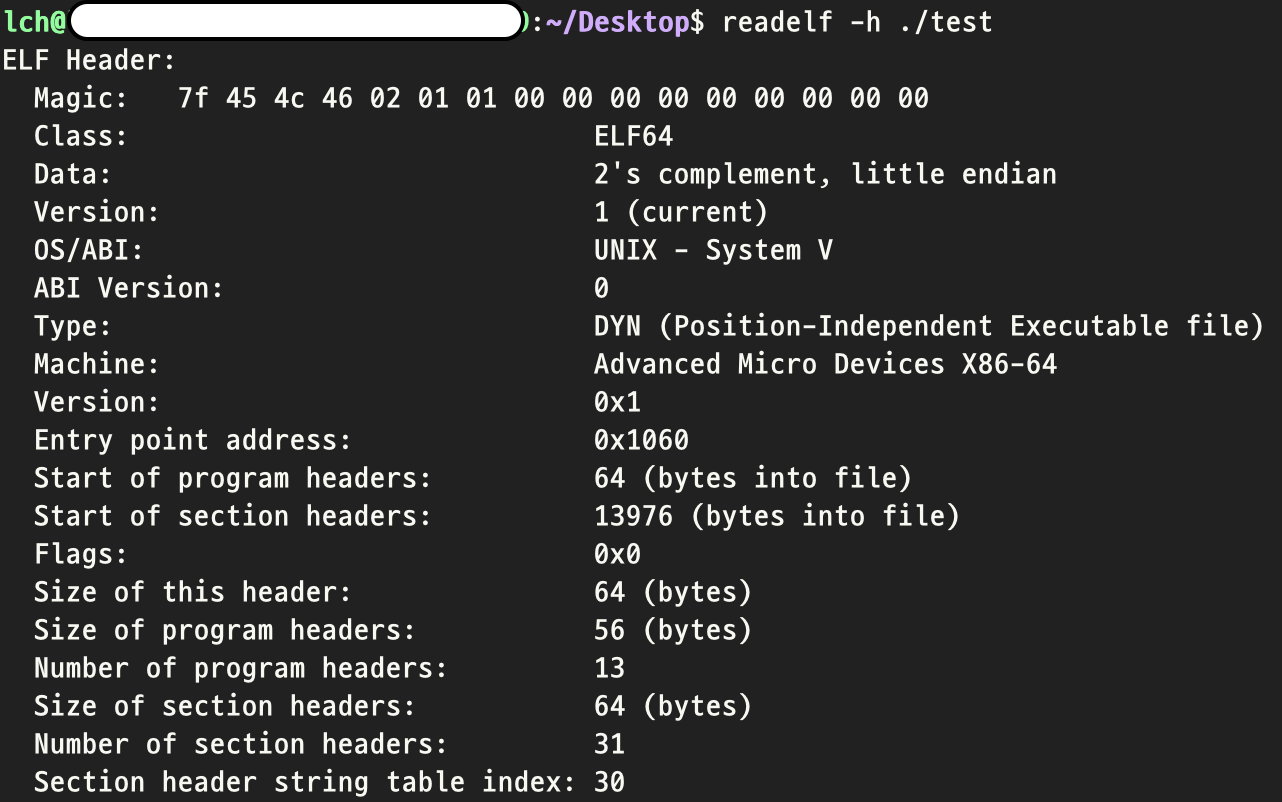 lch@:~/Desktop$ readelf -h ./test
ELF Header:
  Magic:   7f 45 4c 46 02 01 01 00 00 00 00 00 00 00 00 00
  Class:                             ELF64
  Data:                              2's complement, little endian
  Version:                           1 (current)
  OS/ABI:                            UNIX - System V
  ABI Version:                       0
  Type:                              DYN (Position-Independent Executable file)
  Machine:                           Advanced Micro Devices X86-64
  Version:                           0x1
  Entry point address:               0x1060
  Start of program headers:          64 (bytes into file)
  Start of section headers:          13976 (bytes into file)
  Flags:                             0x0
  Size of this header:               64 (bytes)
  Size of program headers:           56 (bytes)
  Number of program headers:         13
  Size of section headers:           64 (bytes)
  Number of section headers:         31
  Section header string table index: 30